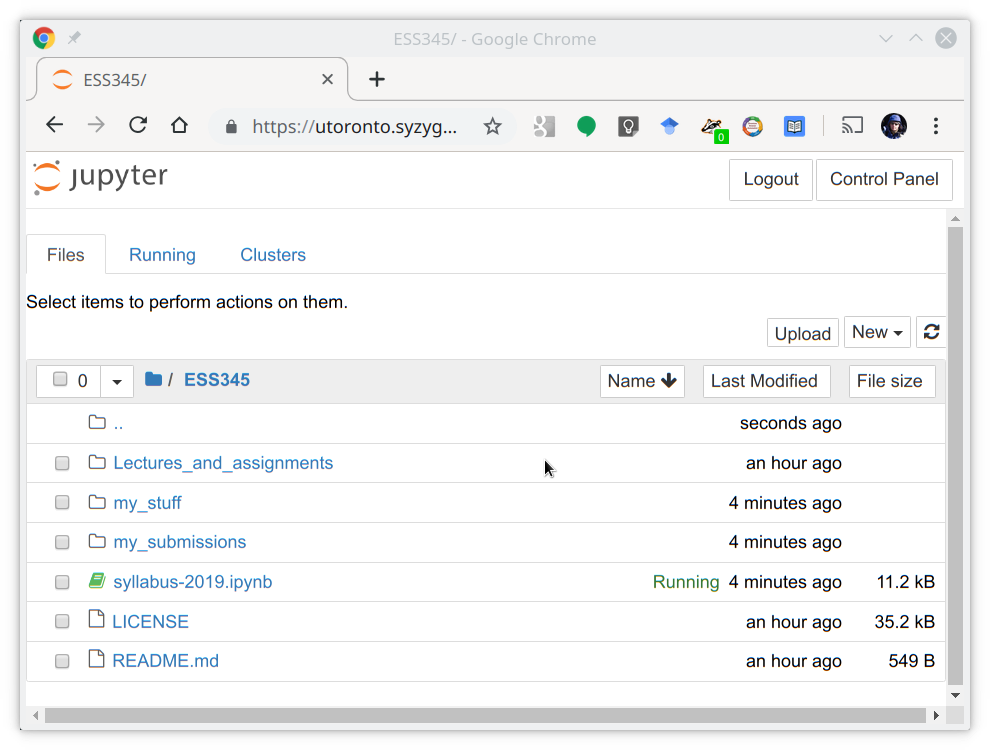 ESS345/ - Google Chrome
ESS345/
https://utoronto.syzyg...
0
jupyter
Logout
Control Panel
Files
Running
Clusters
Select items to perform actions on them.
Upload
New
0
/ ESS345
Name
Last Modified
File size
..
seconds ago
Lectures_and_assignments
an hour ago
my_stuff
4 minutes ago
my_submissions
4 minutes ago
syllabus-2019.ipynb
Running 4 minutes ago
11.2 kB
LICENSE
an hour ago
35.2 kB
README.md
an hour ago
549 B